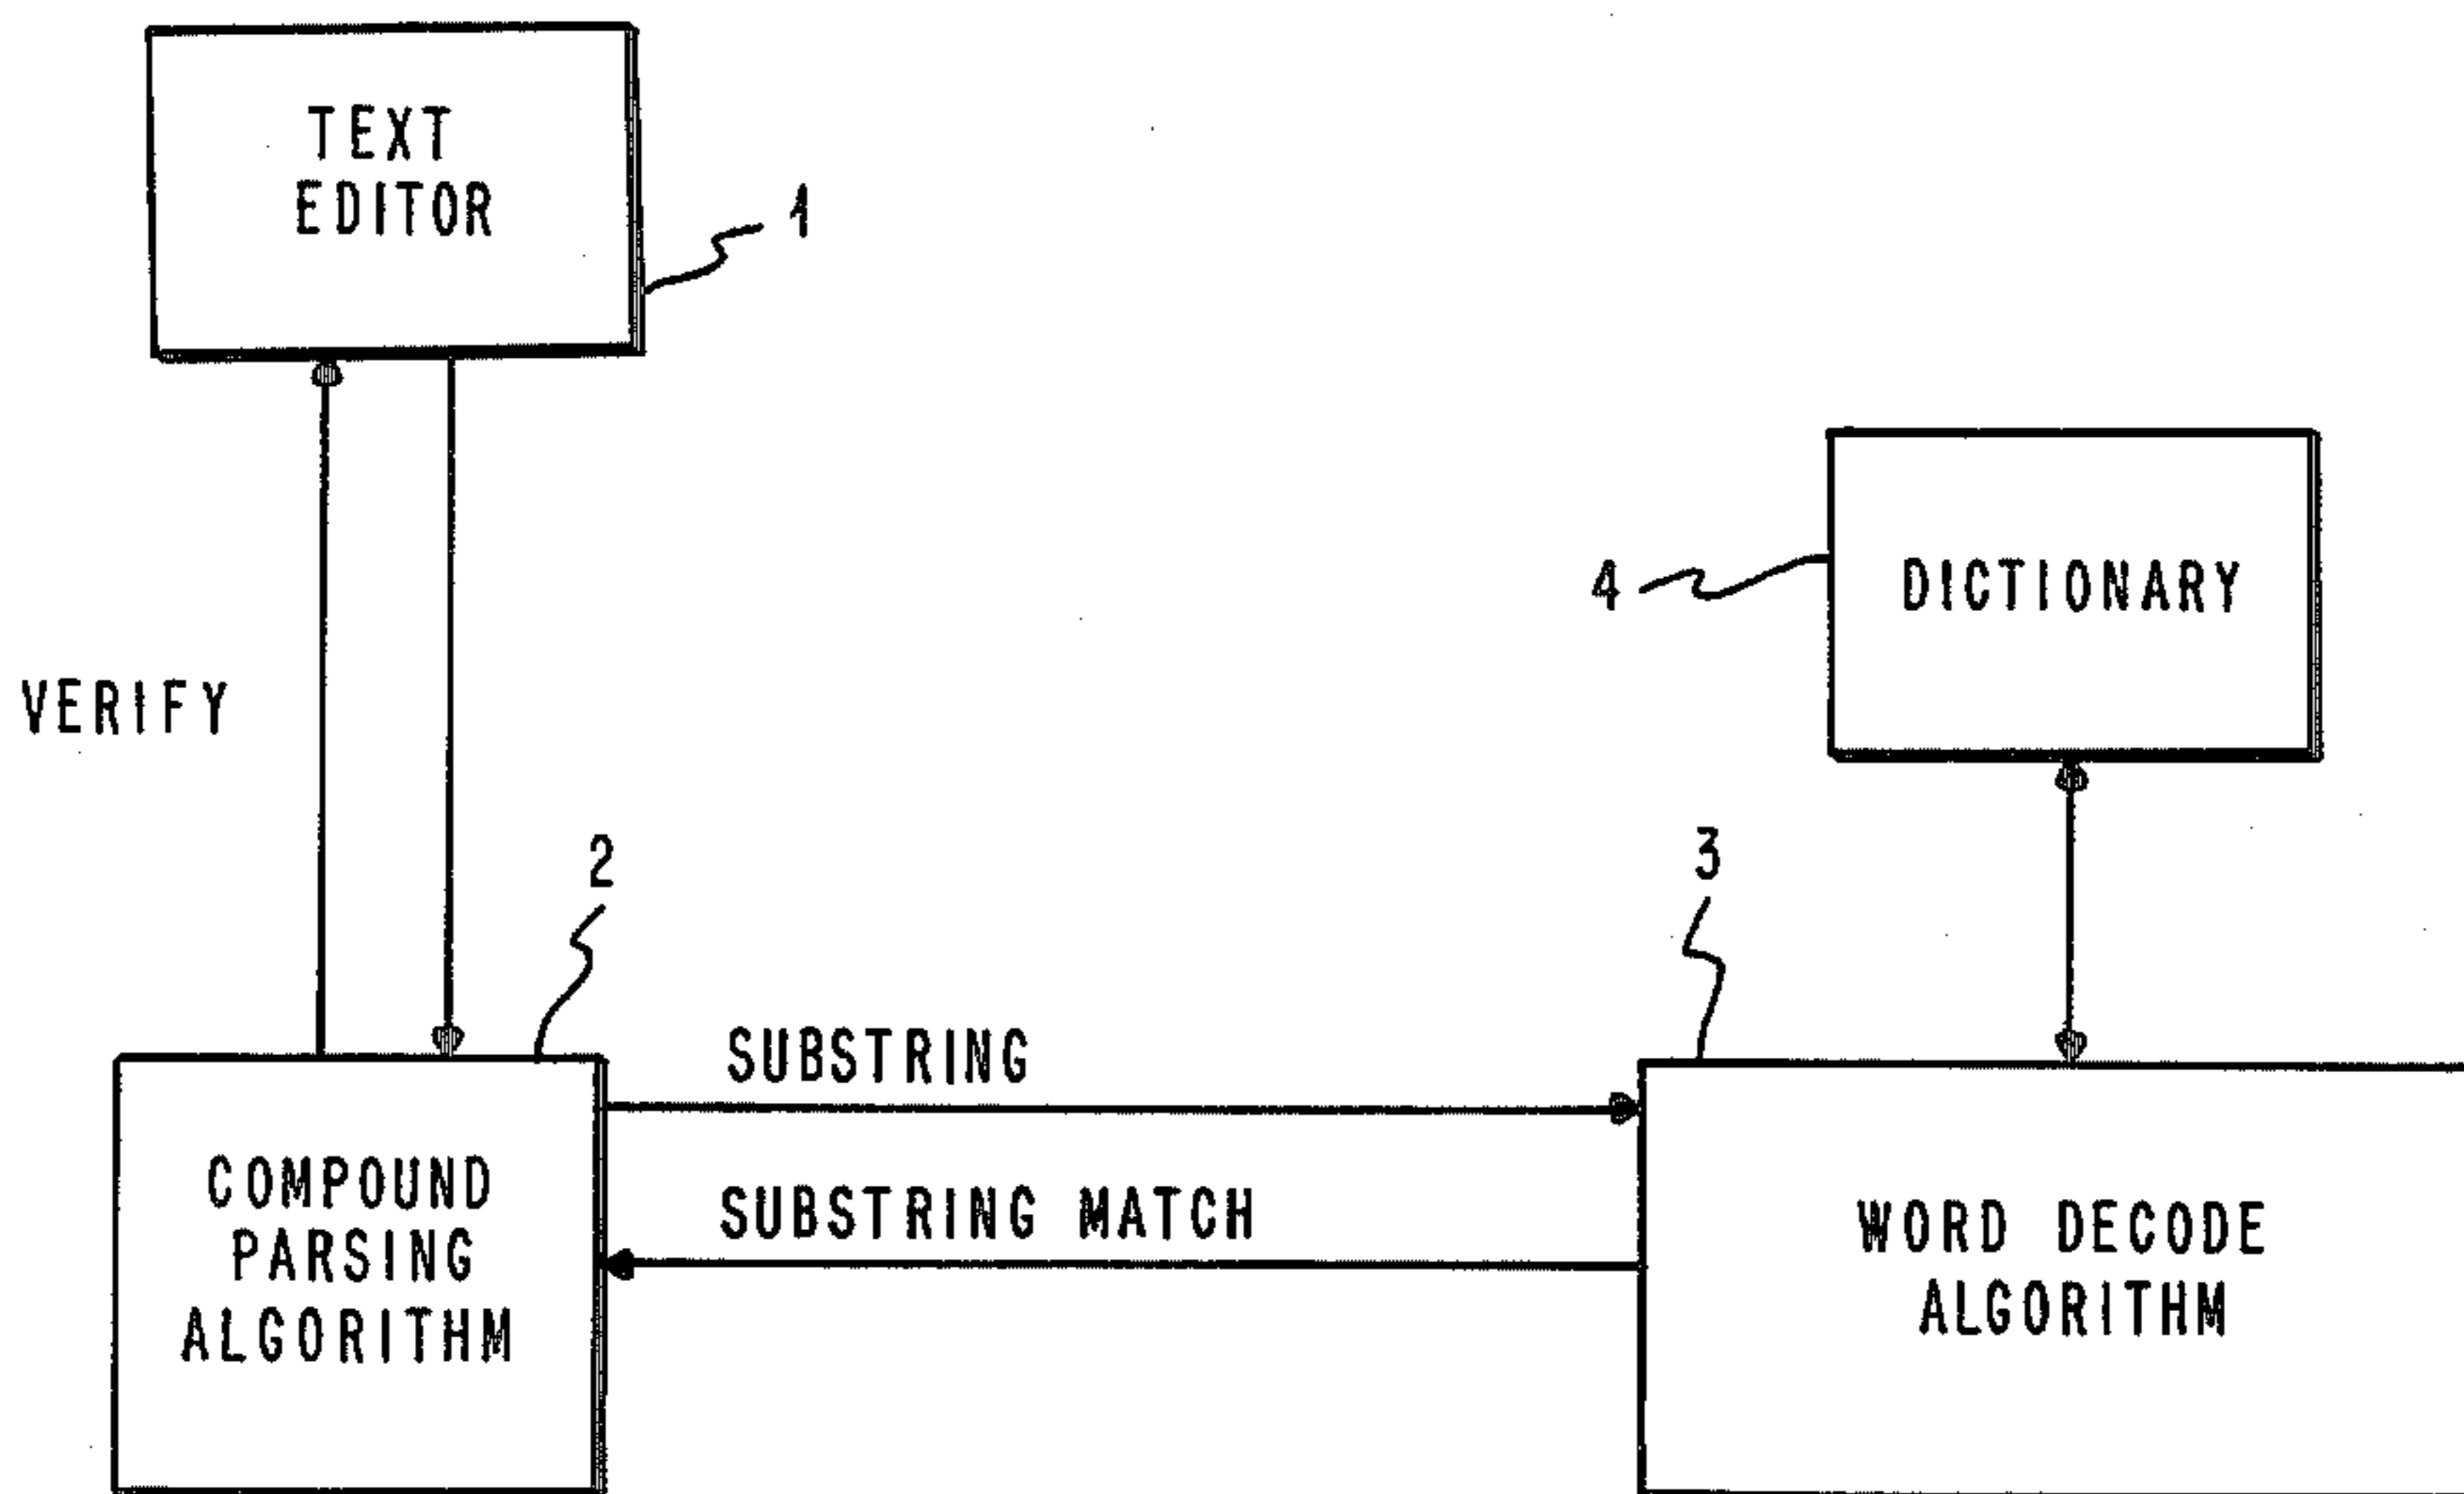 TEXT
EDITOR
1
4
DICTIONARY
VERIFY
2
3
SUBSTRING
SUBSTRING MATCH
COMPOUND
PARSING
ALGORITHM
WORD DECODE
ALGORITHM